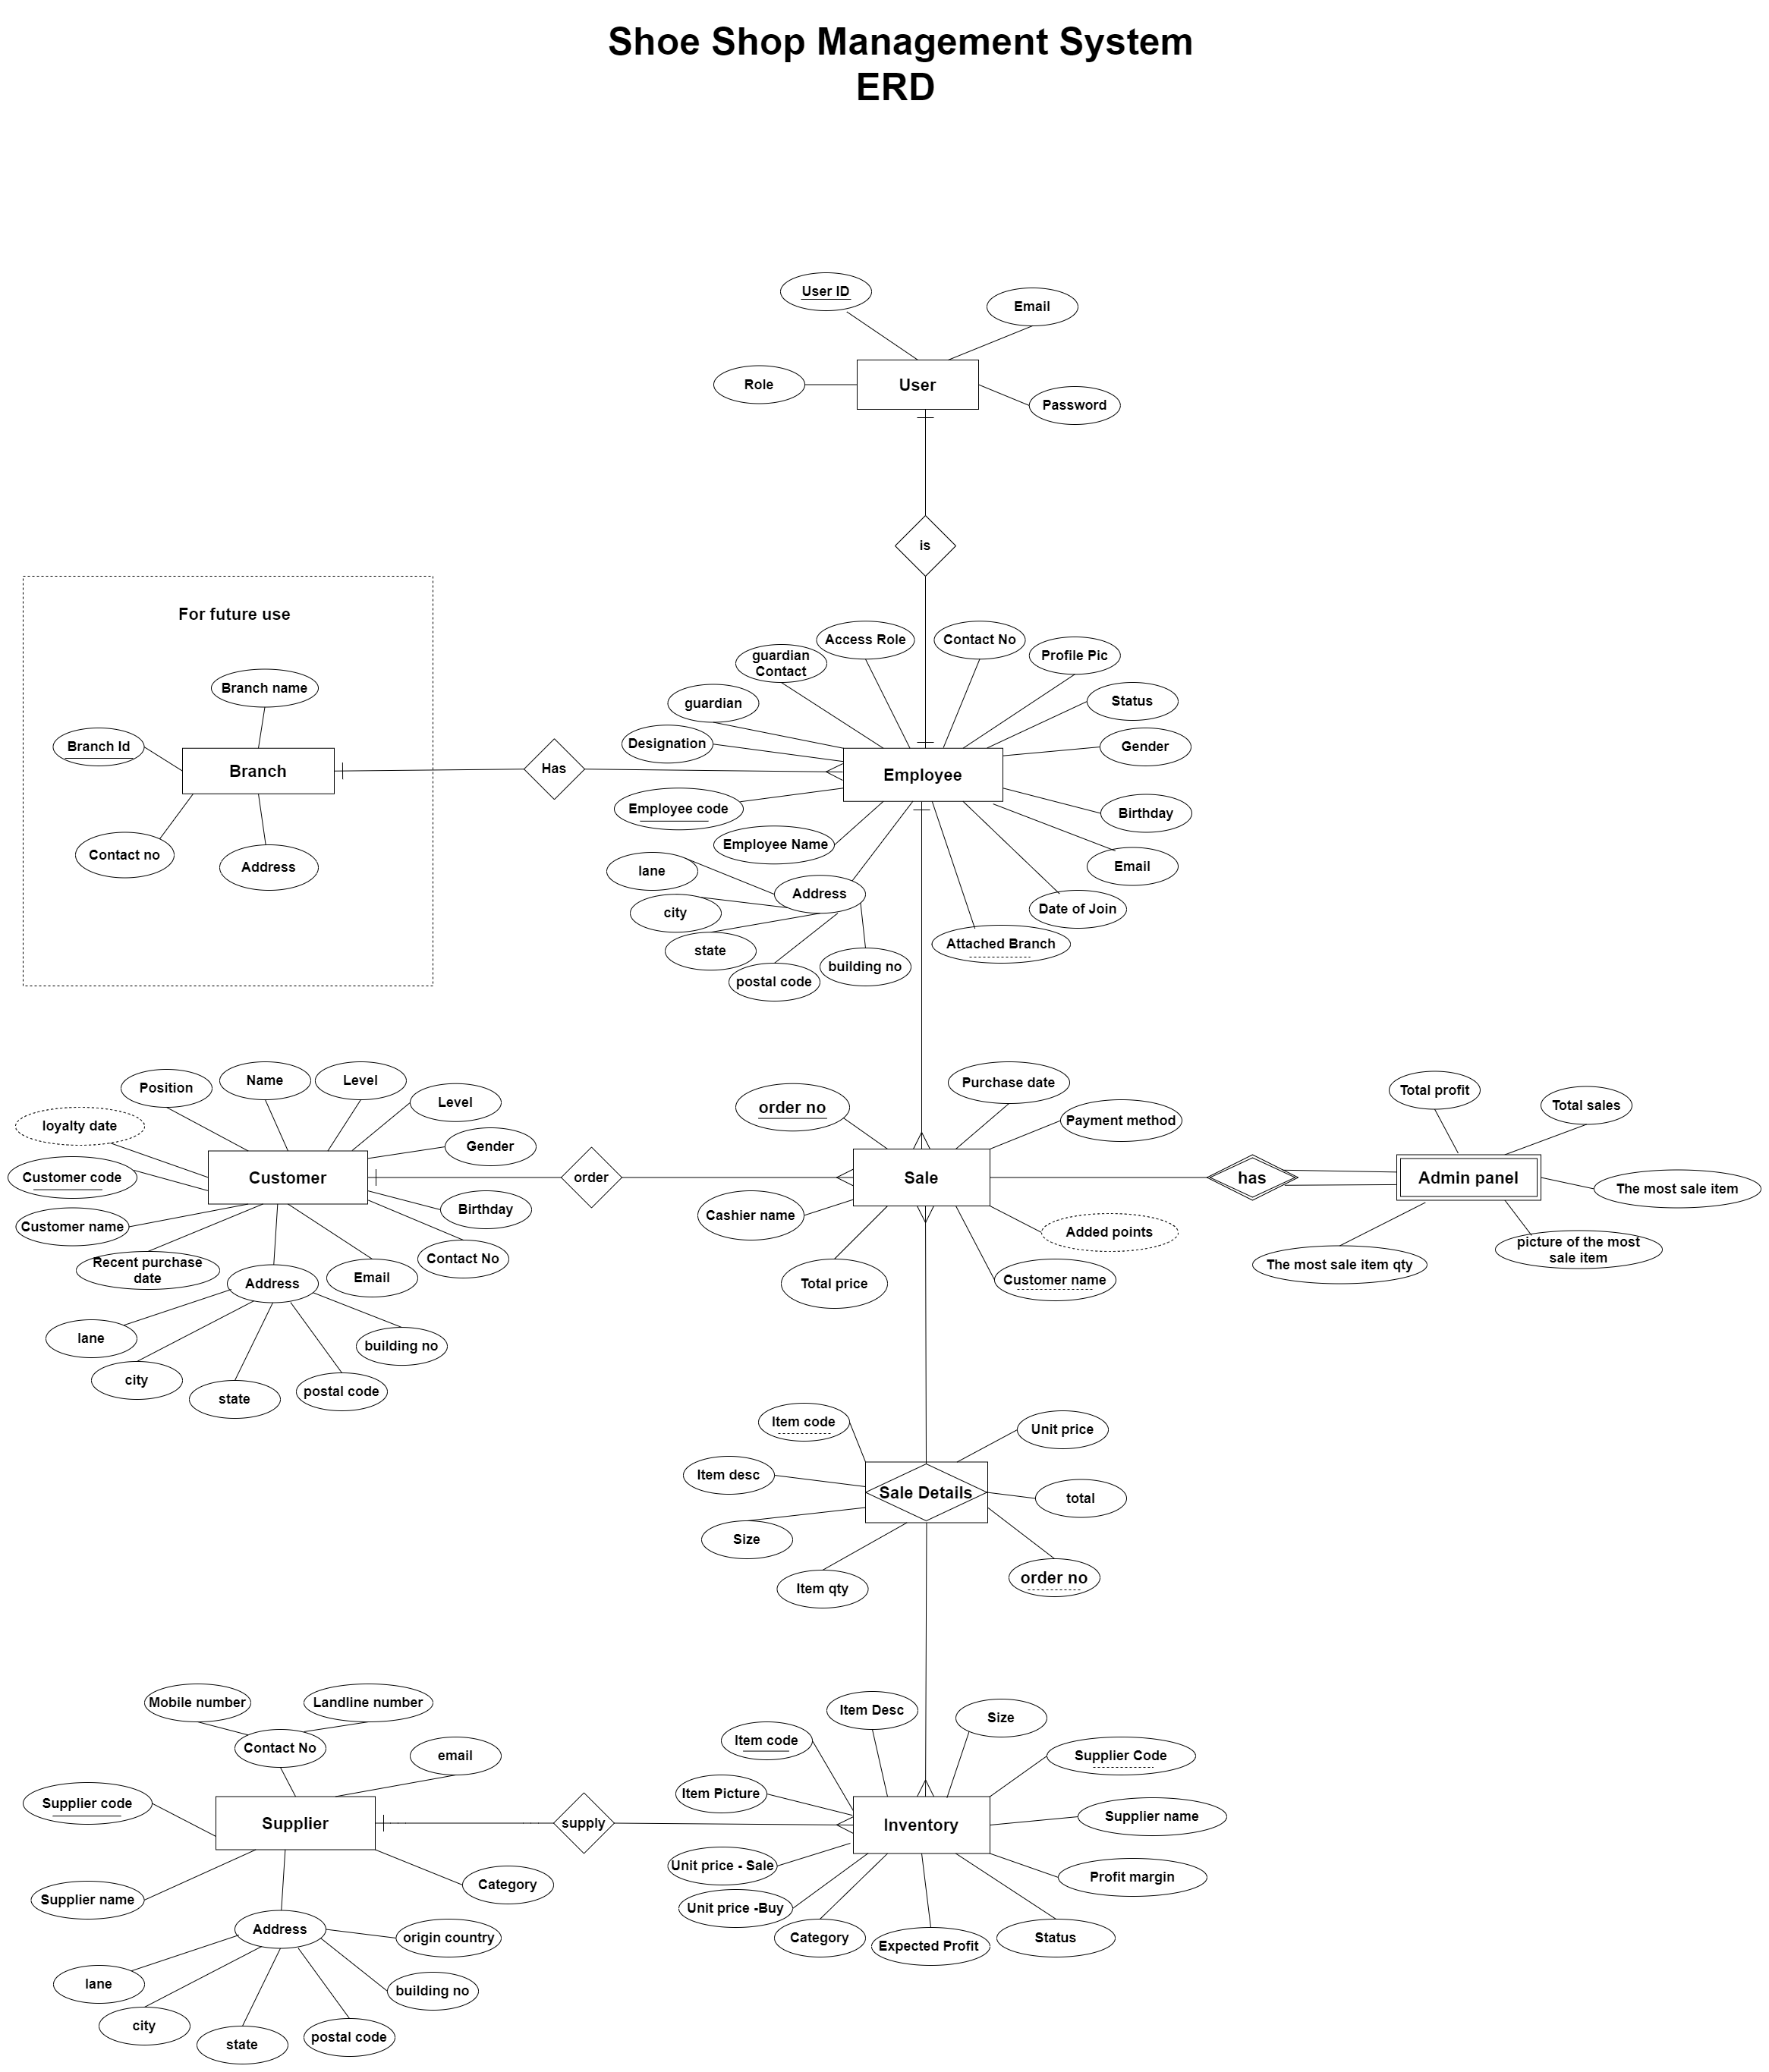 Shoe Shop Management System
ERD
User ID
Email
Role
User
Password
is
For future use
Branch name
Branch Id
Branch
Contact no
Address
Has
Access Role
Contact No
guardian
Contact
Profile Pic
guardian
Status
Designation
Gender
Employee
Employee code
Birthday
Employee Name
Email
lane
Address
city
Date of Join
state
Attached Branch
postal code
building no
Position
Name
Level
Level
loyalty date
Gender
Customer code
Customer
Birthday
Customer name
Contact No
Recent purchase
date
Address
Email
lane
building no
city
state
postal code
order
order no
Purchase date
Payment method
Sale
Cashier name
Added points
Total price
Customer name
has
Total profit
Total sales
Admin panel
The most sale item
The most sale item qty
picture of the most
sale item
Item code
Unit price
Item desc
Sale Details
total
Size
Item qty
order no
Mobile number
Landline number
Contact No
email
Supplier code
Supplier
Supplier name
Category
Address
origin country
lane
building no
city
state
postal code
supply
Item Desc
Size
Item code
Supplier Code
Item Picture
Supplier name
Inventory
Unit price - Sale
Profit margin
Unit price -Buy
Category
Expected Profit
Status